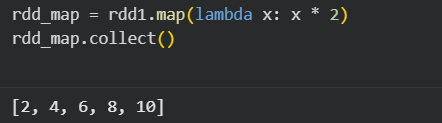 rdd_map = rdd1.map(lambda x: x * 2)
rdd_map.collect()
[2, 4, 6, 8, 10]